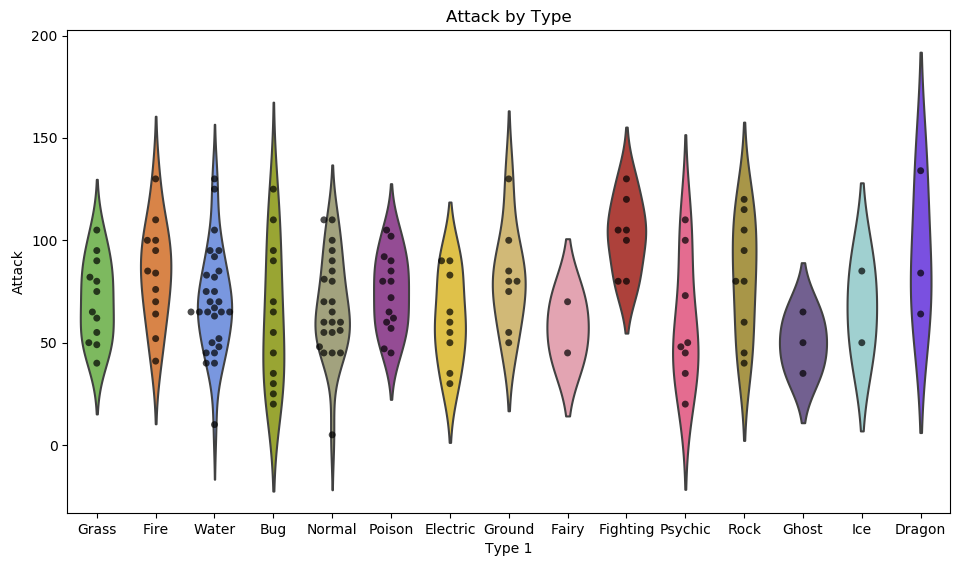 Attack by Type
Attack
200
150
100
50
0
Grass Fire Water Bug Normal Poison Electric Ground Fairy Fighting Psychic Rock Ghost Ice Dragon
Type 1